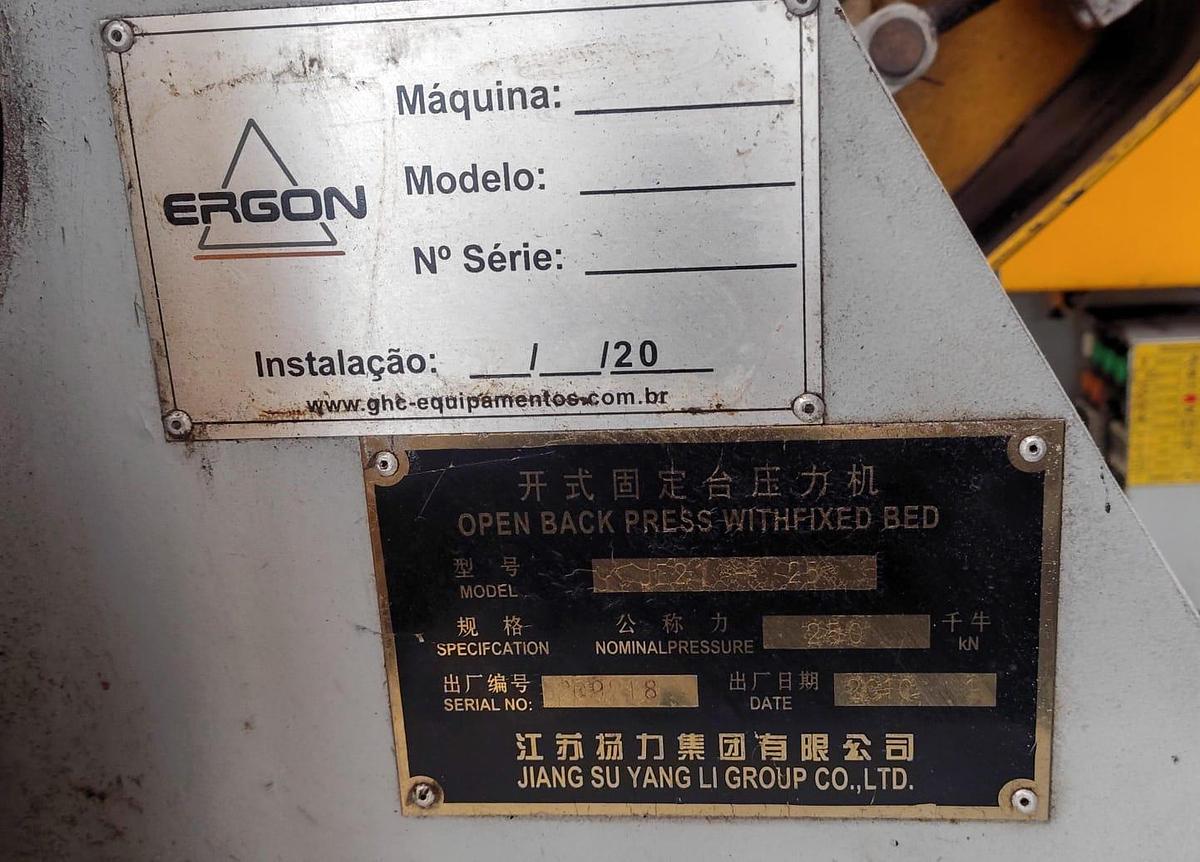 ERGON
Máquina:
Modelo:
Nº Série:
Instalação: __/__/20
www.ghc-equipamentos.com.br
开式固定台压力机
OPEN BACK PRESS WITHFIXED BED
型号
MODEL
规格 公称力 250 千牛
SPECIFCATION NOMINALPRESSURE kN
出厂编号 出厂日期 2010
SERIAL NO: DATE
江苏扬力集团有限公司
JIANG SU YANG LI GROUP CO.,LTD.